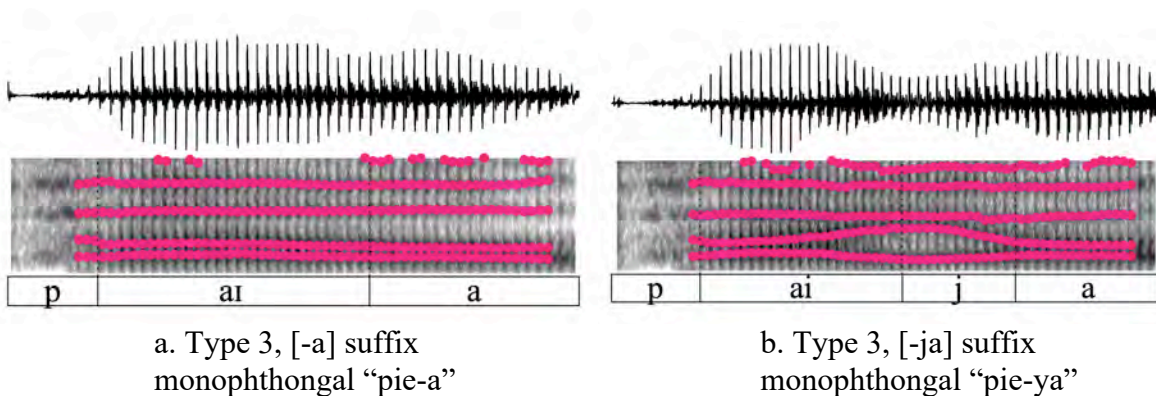 p aɪ a
p ai j a
a. Type 3, [-a] suffix
monophthongal “pie-a”
b. Type 3, [-ja] suffix
monophthongal “pie-ya”